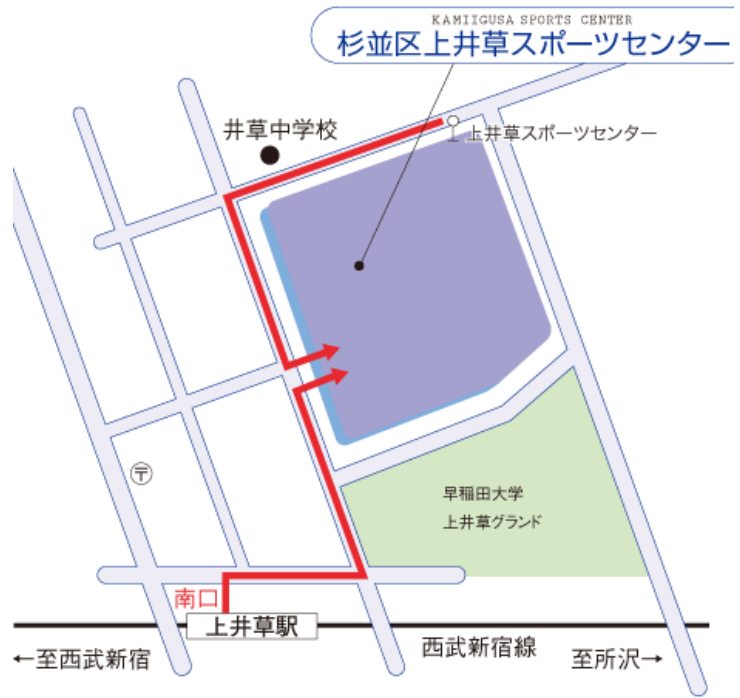 KAMIIGUSA SPORTS CENTER
杉並区上井草スポーツセンター
井草中学校
上井草スポーツセンター
〒
早稲田大学
上井草グランド
南口
上井草駅
西武新宿線
←至西武新宿
至所沢→